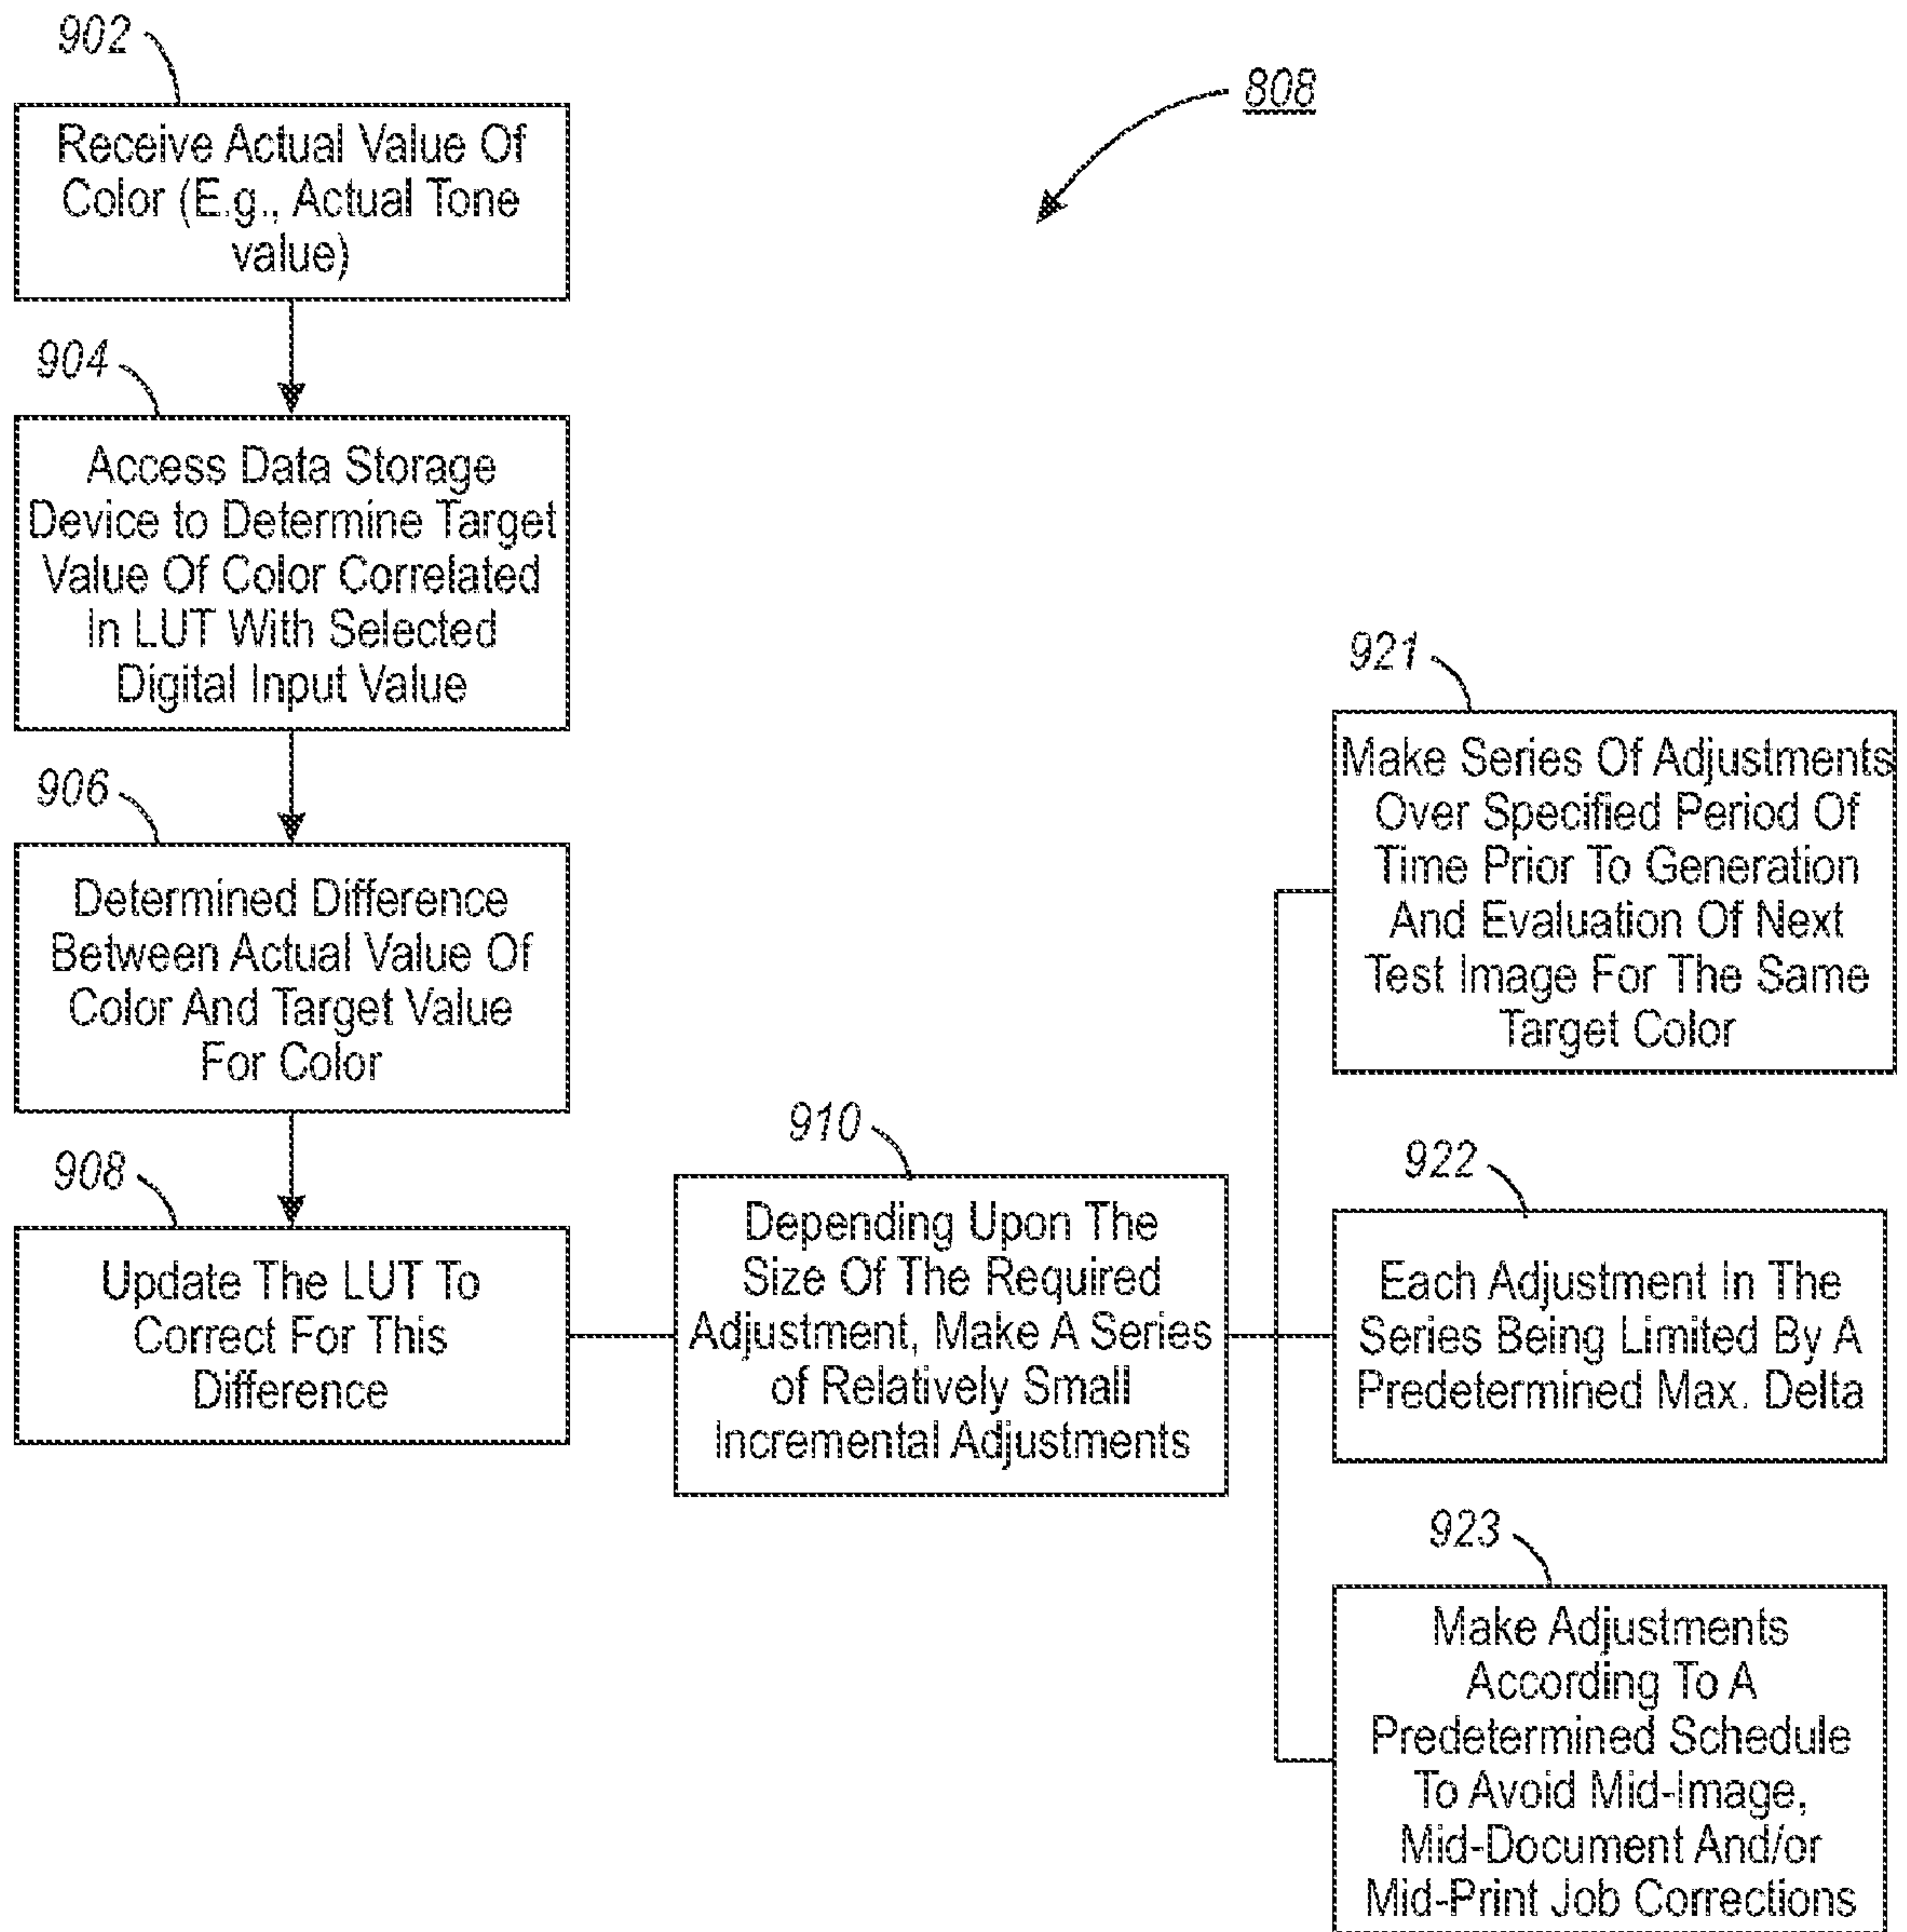 902
Receive Actual Value Of
Color (E.g., Actual Tone
value)
808
904
Access Data Storage
Device to Determine Target
Value Of Color Correlated
In LUT With Selected
Digital Input Value
906
Determined Difference
Between Actual Value Of
Color And Target Value
For Color
908
Update The LUT To
Correct For This
Difference
910
Depending Upon The
Size Of The Required
Adjustment, Make A Series
of Relatively Small
Incremental Adjustments
921
Make Series Of Adjustments
Over Specified Period Of
Time Prior To Generation
And Evaluation Of Next
Test Image For The Same
Target Color
922
Each Adjustment In The
Series Being Limited By A
Predetermined Max. Delta
923
Make Adjustments
According To A
Predetermined Schedule
To Avoid Mid-Image,
Mid-Document And/or
Mid-Print Job Corrections